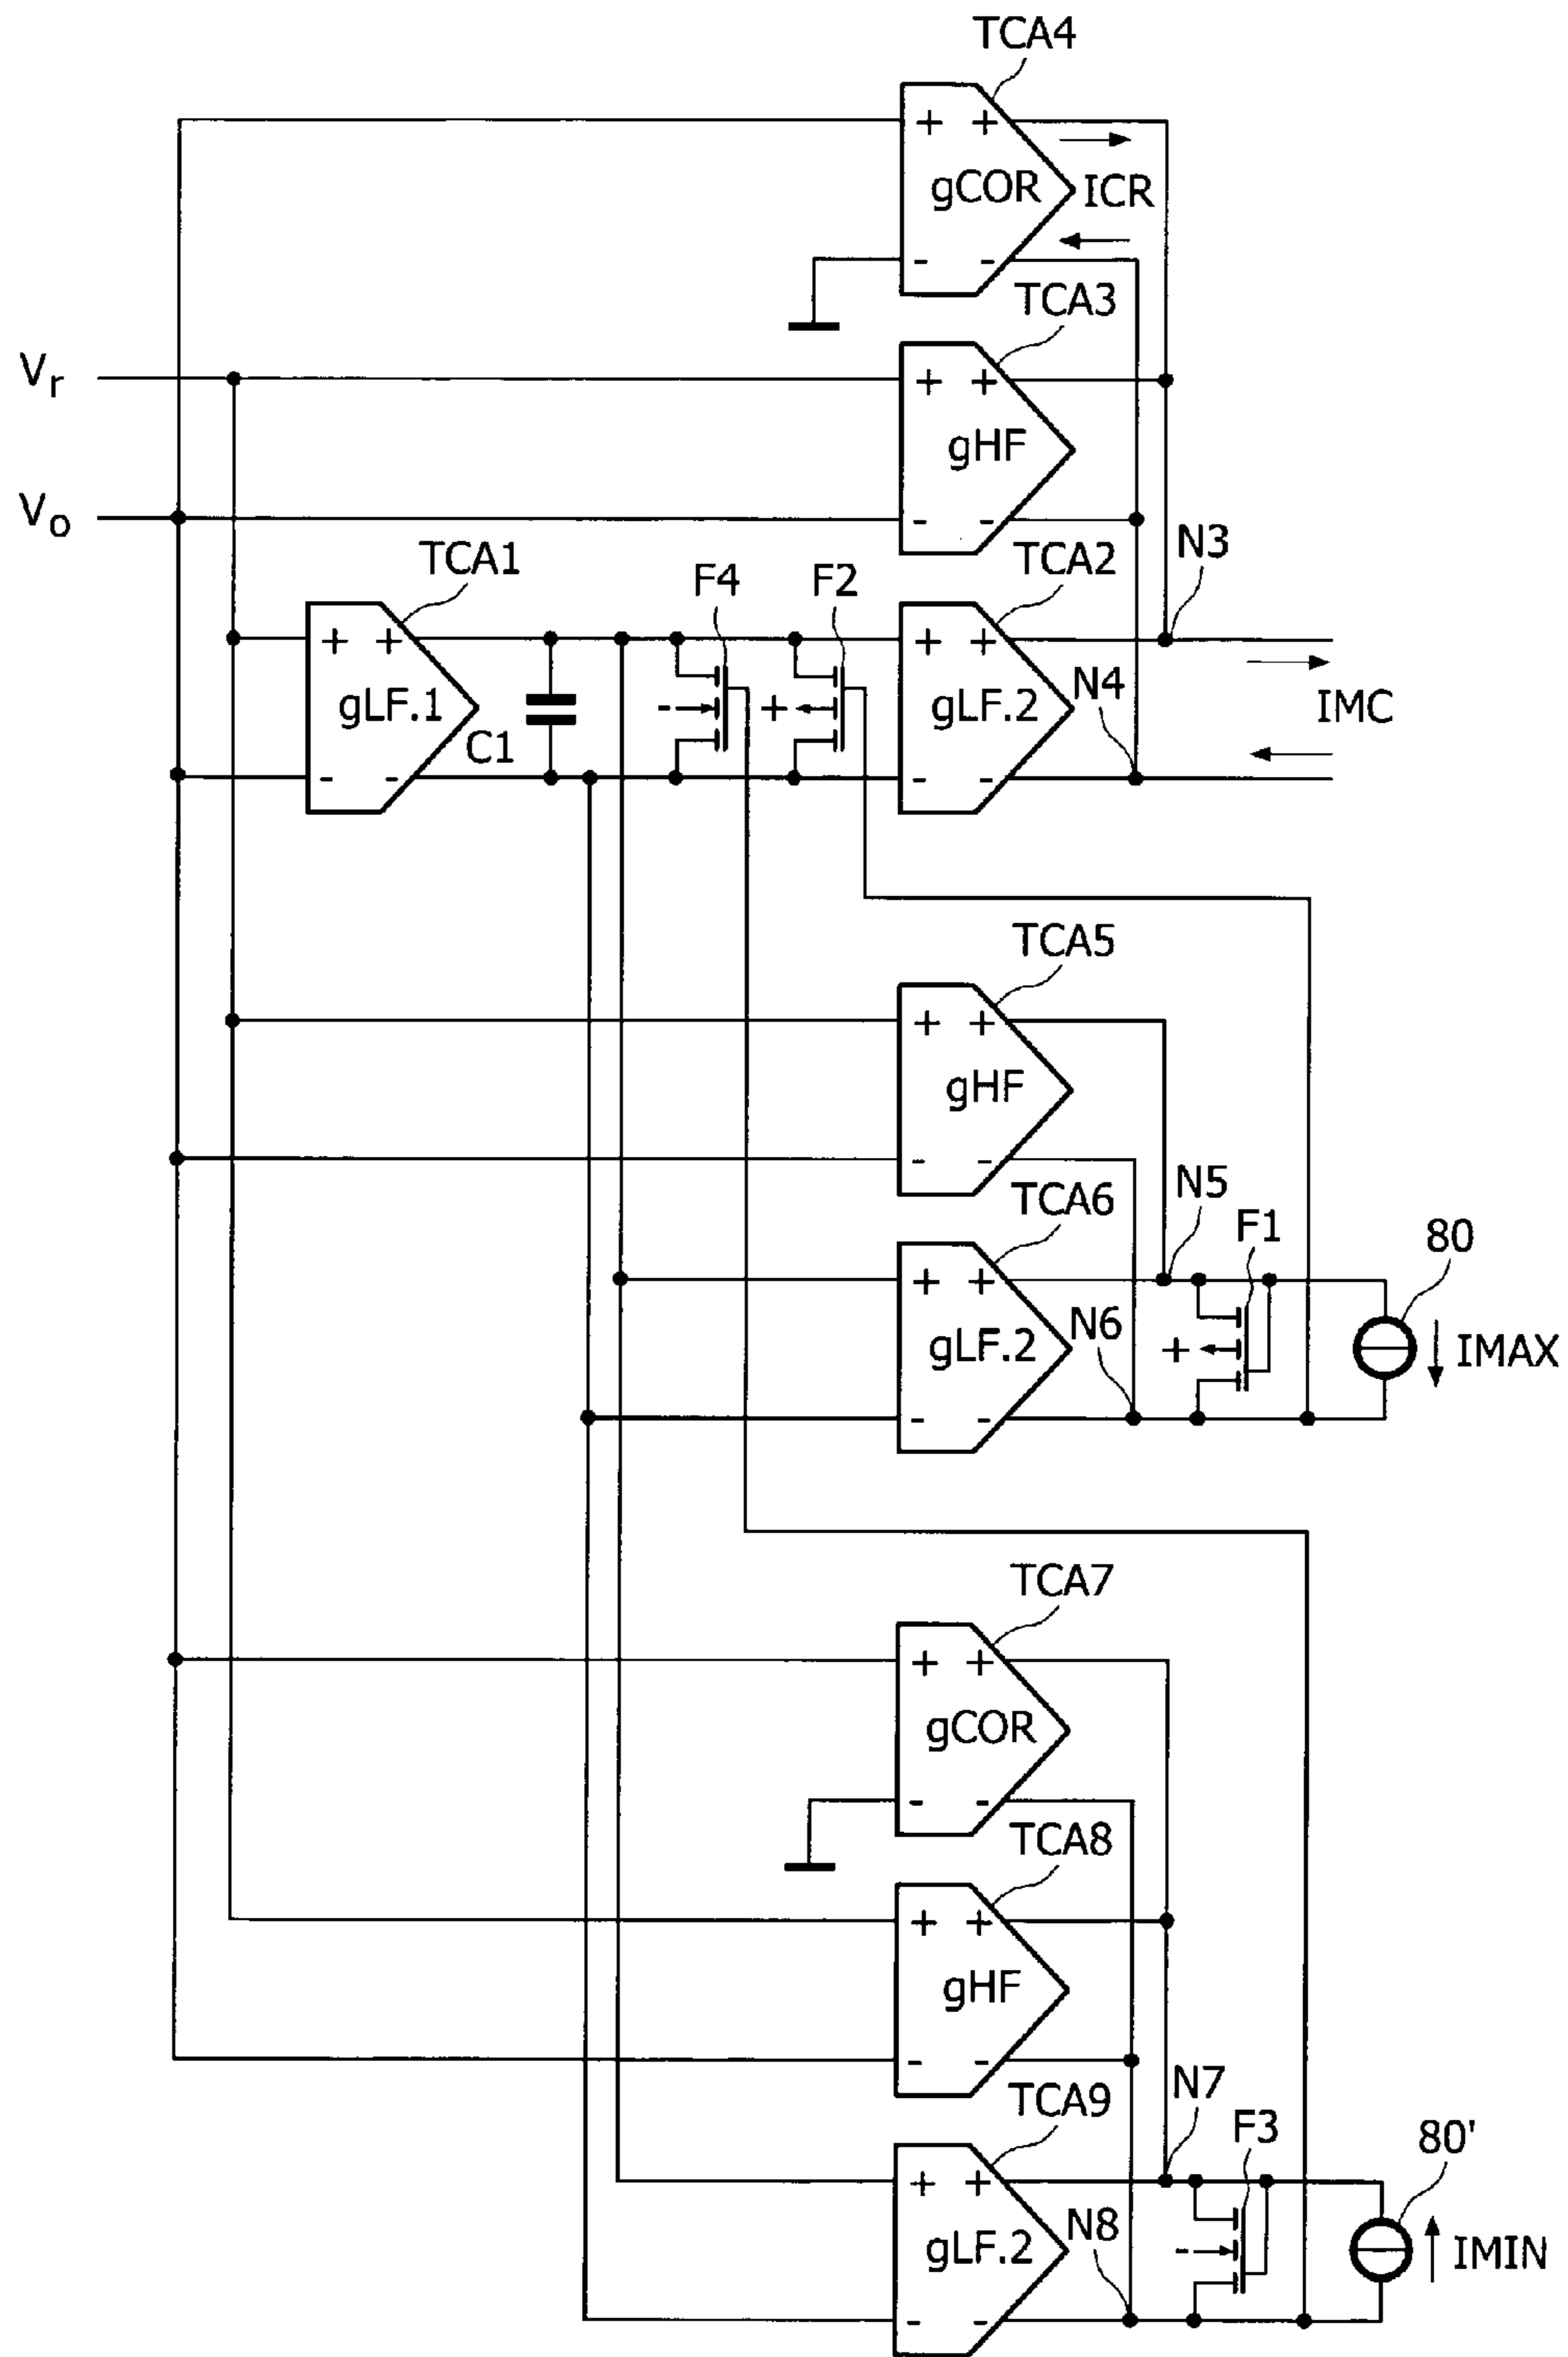 TCA4
+ +
gCOR
ICR
- -
TCA3
Vr
+ +
gHF
Vo
- -
TCA1
F4
F2
TCA2
N3
+ +
+ +
gLF.1
C1
-
+
gLF.2
N4
IMC
- -
- -
TCA5
+ +
gHF
- -
TCA6
N5
F1
80
+ +
gLF.2
N6
+
IMAX
- -
TCA7
+ +
gCOR
- -
TCA8
+ +
gHF
- -
TCA9
N7
F3
80'
+ +
gLF.2
N8
-
IMIN
- -